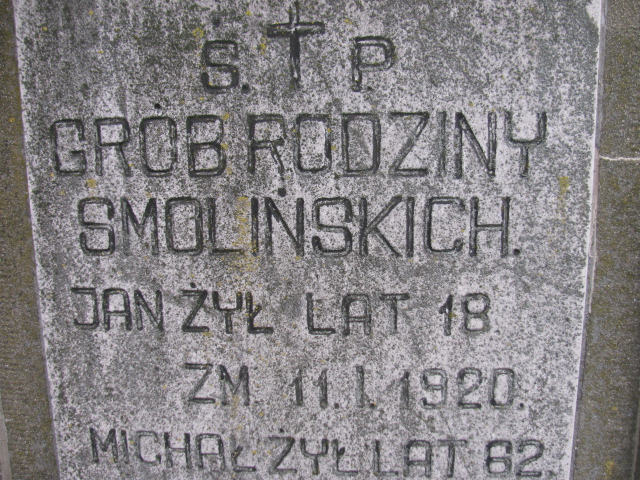 Ś. † P.
GRÓB RODZINY
SMOLIŃSKICH.
JAN ŻYŁ LAT 18
ZM. 11.I.1920.
MICHAŁ ŻYŁ LAT 62.